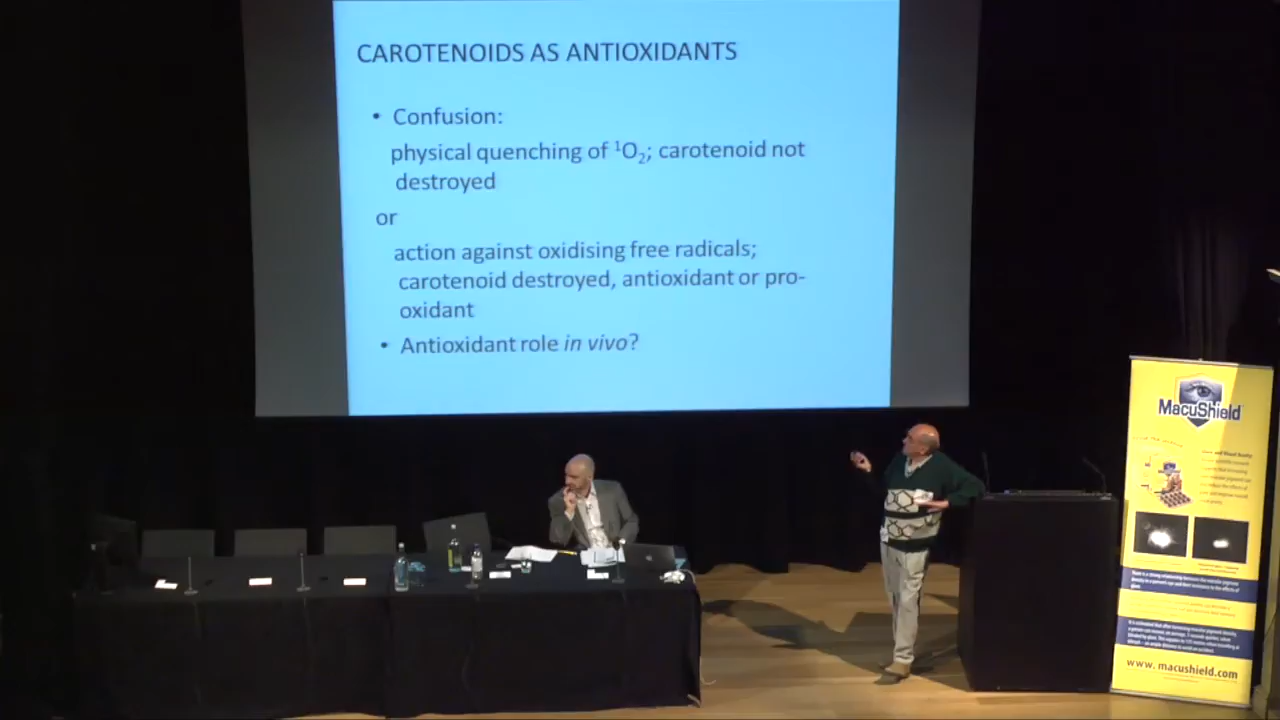 CAROTENOIDS AS ANTIOXIDANTS
• Confusion:
physical quenching of ¹O₂; carotenoid not
destroyed
or
action against oxidising free radicals;
carotenoid destroyed, antioxidant or pro-
oxidant
• Antioxidant role in vivo?
MacuShield
www.macushield.com